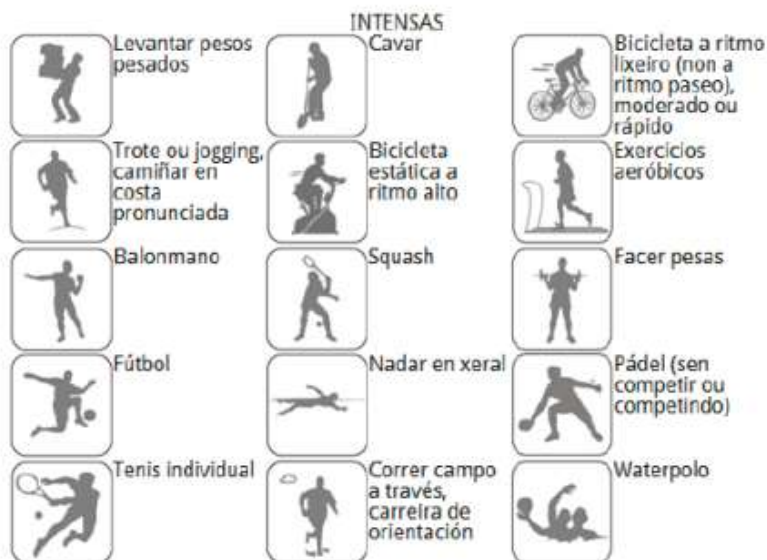 INTENSAS
Levantar pesos
pesados
Cavar
Bicicleta a ritmo
lixeiro (non a
ritmo paseo),
moderado ou
rápido
Trote ou jogging,
camiñar en
costa
pronunciada
Bicicleta
estática a
ritmo alto
Exercicios
aeróbicos
Balonmano
Squash
Facer pesas
Fútbol
Nadar en xeral
Pádel (sen
competir ou
competindo)
Tenis individual
Correr campo
a través,
carreira de
orientación
Waterpolo